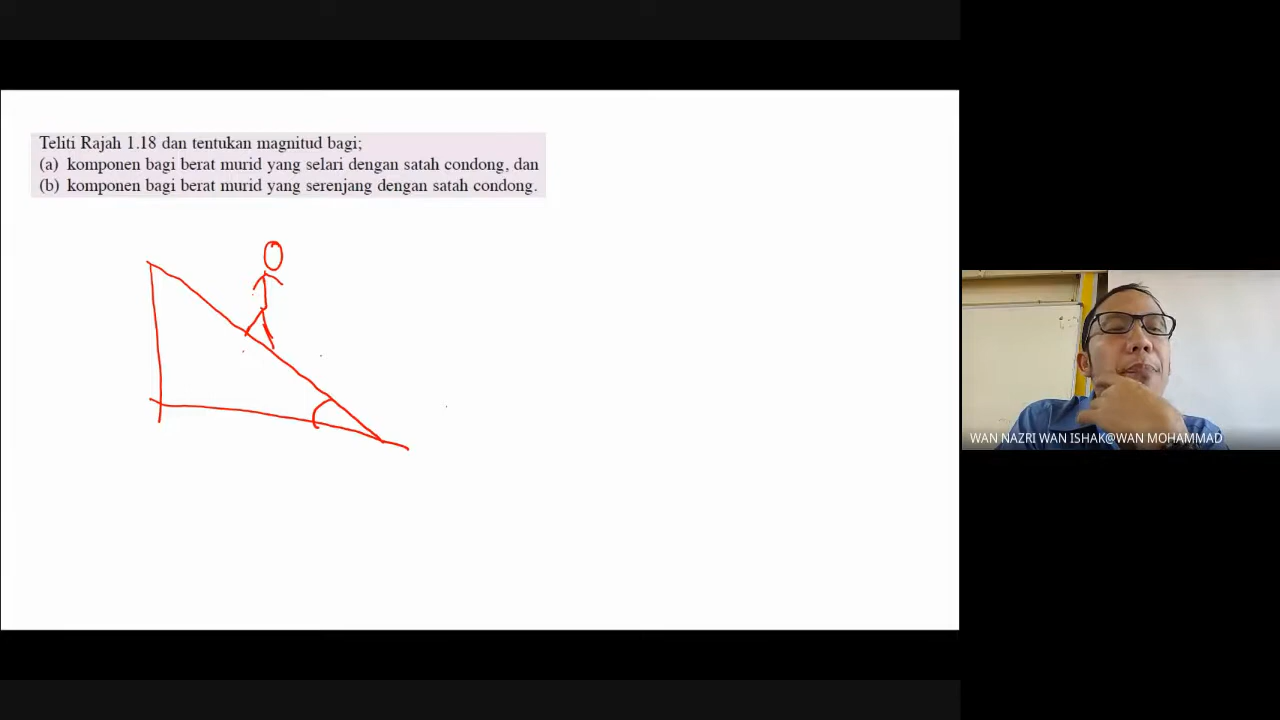 Teliti Rajah 1.18 dan tentukan magnitud bagi;
(a) komponen bagi berat murid yang selari dengan satah condong, dan
(b) komponen bagi berat murid yang serenjang dengan satah condong.
WAN NAZRI WAN ISHAK@WAN MOHAMMAD